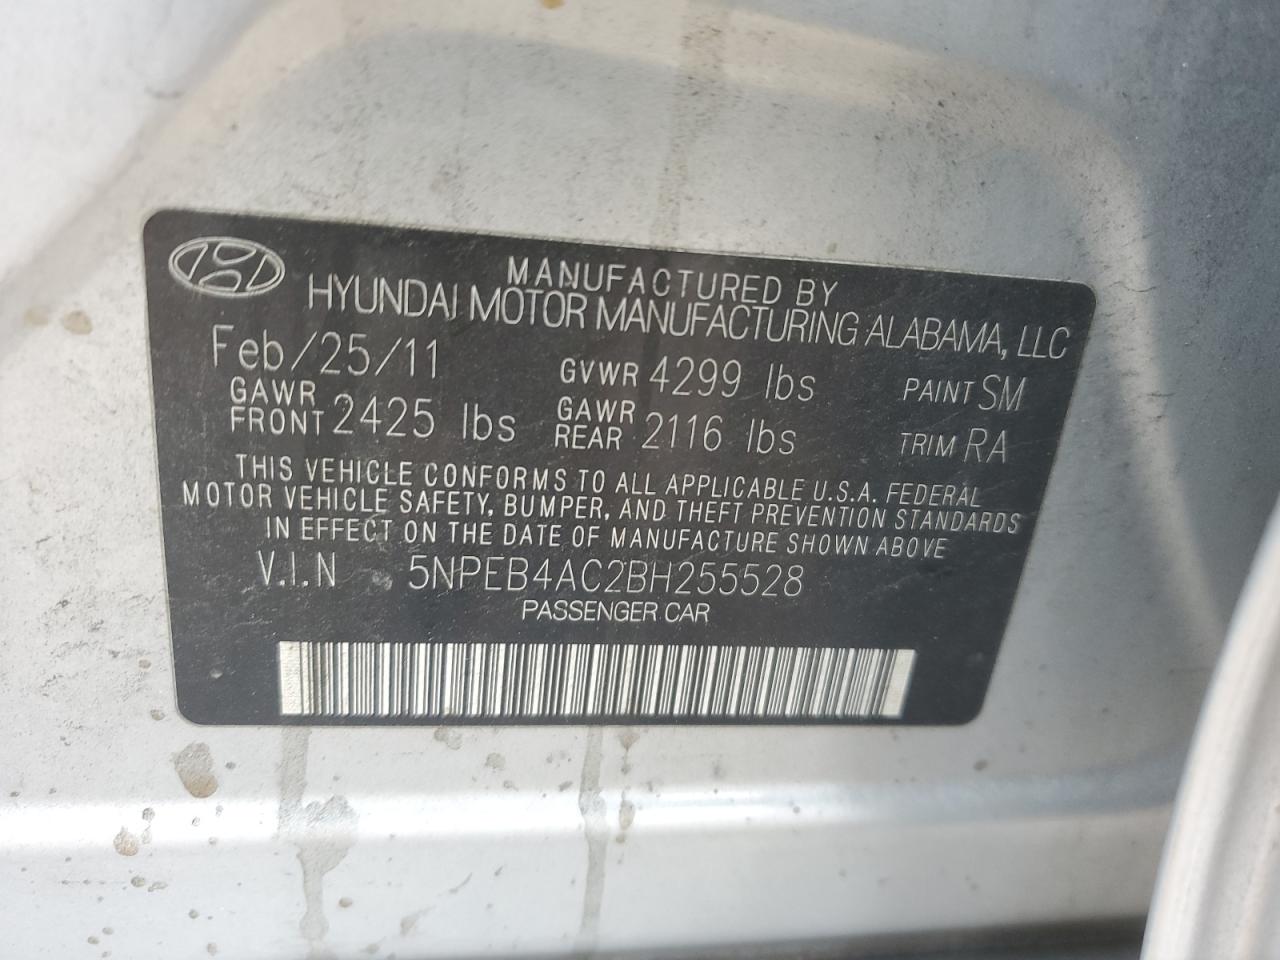 MANUFACTURED BY
HYUNDAI MOTOR MANUFACTURING ALABAMA, LLC
Feb/25/11 GVWR 4299 lbs PAINT SM
GAWR FRONT 2425 lbs GAWR REAR 2116 lbs TRIM RA
THIS VEHICLE CONFORMS TO ALL APPLICABLE U.S.A. FEDERAL
MOTOR VEHICLE SAFETY, BUMPER, AND THEFT PREVENTION STANDARDS
IN EFFECT ON THE DATE OF MANUFACTURE SHOWN ABOVE
V.I.N 5NPEB4AC2BH255528
PASSENGER CAR